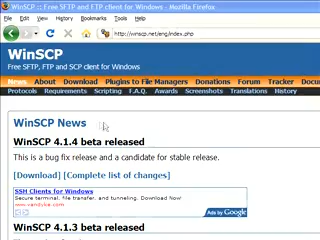 WinSCP :: Free SFTP and FTP client for Windows - Mozilla Firefox
File Edit View History Bookmarks Tools Help
http://winscp.net/eng/index.php
WinSCP
Free SFTP, FTP and SCP client for Windows
News About Download Plugins to File Managers Donations Forum Tracker
Protocols Requirements Scripting F.A.Q. Awards Screenshots Translations History
WinSCP News
WinSCP 4.1.4 beta released
This is a bug fix release and a candidate for stable release.
[Download] [Complete list of changes]
SSH Clients for Windows
Secure terminal, file transfer, and tunneling. Download Now!
www.vandyke.com
Ads by Google
WinSCP 4.1.3 beta released